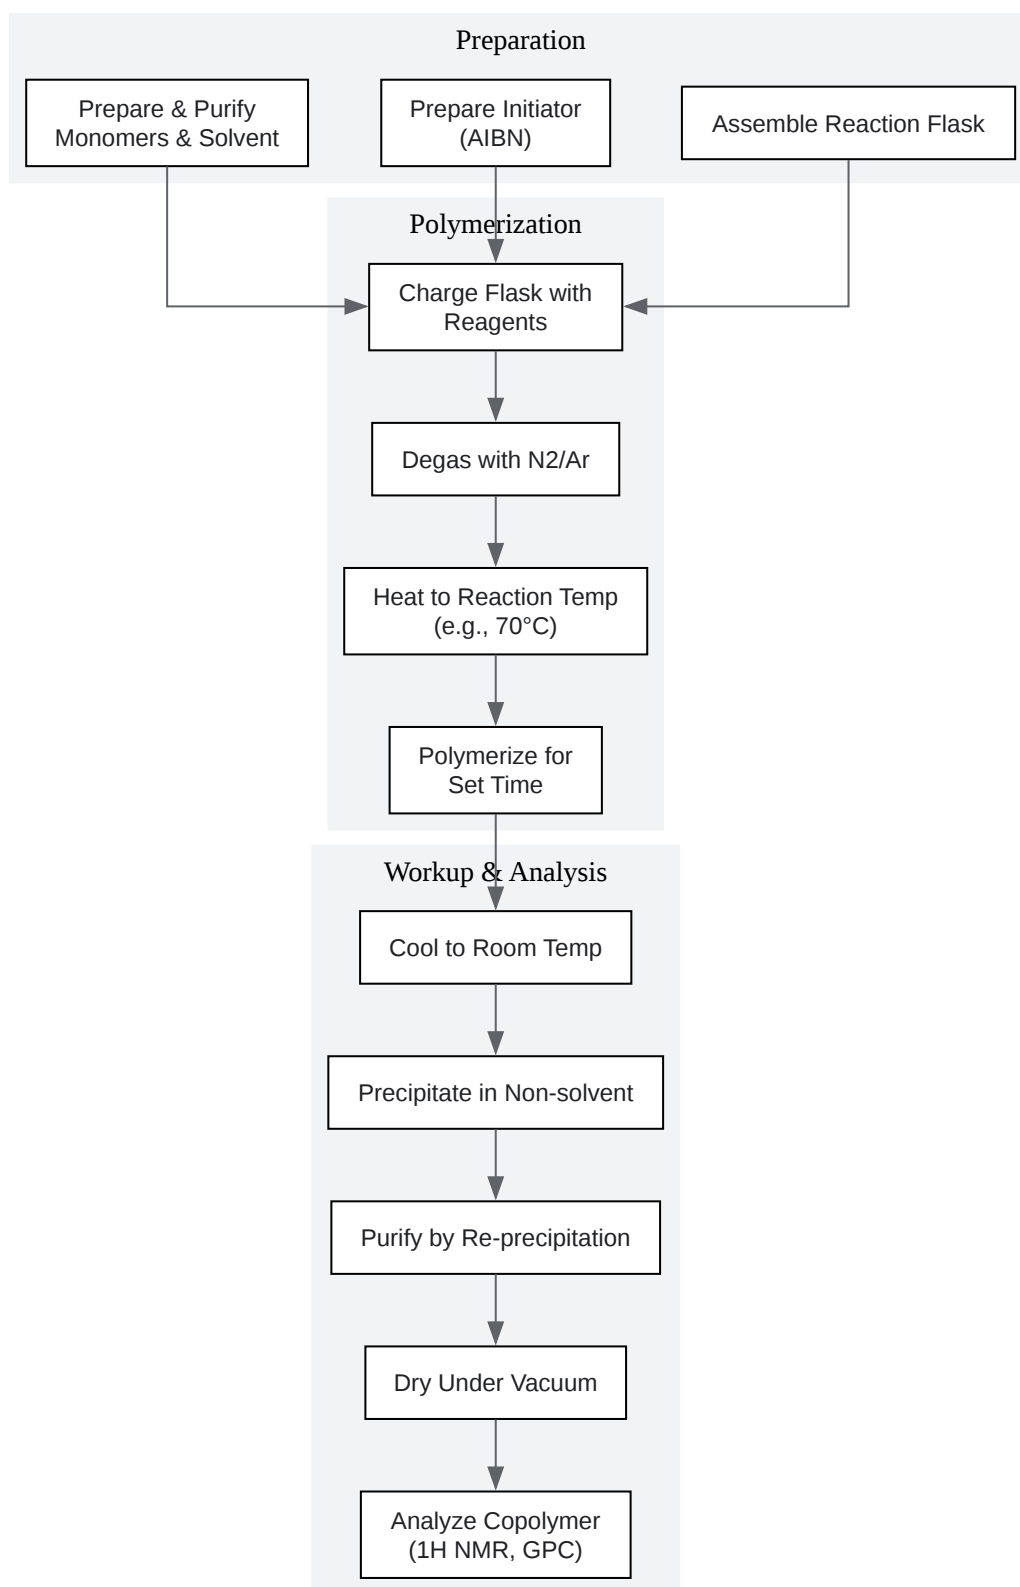 Preparation
Prepare & Purify
Monomers & Solvent
Prepare Initiator
(AIBN)
Assemble Reaction Flask
Polymerization
Charge Flask with
Reagents
Degas with N2/Ar
Heat to Reaction Temp
(e.g., 70°C)
Polymerize for
Set Time
Workup & Analysis
Cool to Room Temp
Precipitate in Non-solvent
Purify by Re-precipitation
Dry Under Vacuum
Analyze Copolymer
(1H NMR, GPC)